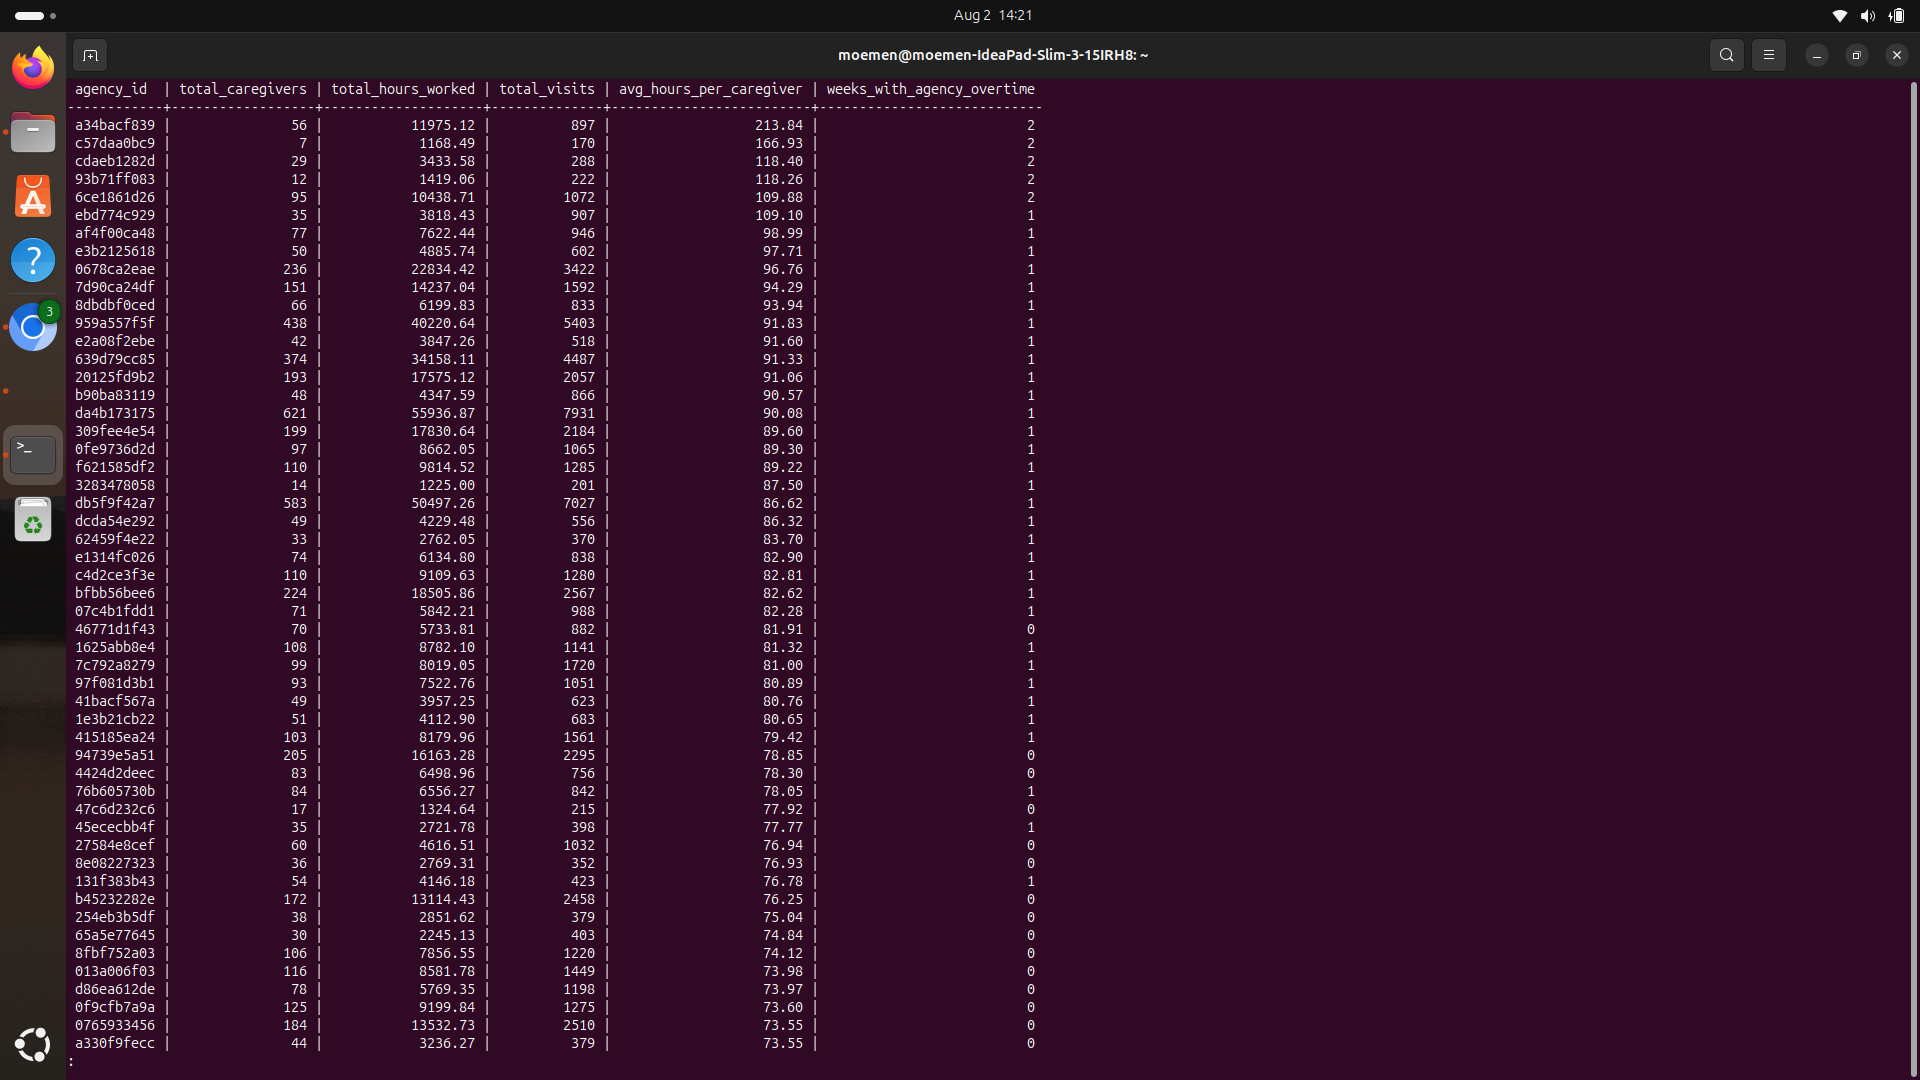 Aug 2 14:21
moemen@moemen-IdeaPad-Slim-3-15IRH8: ~
agency_id | total_caregivers | total_hours_worked | total_visits | avg_hours_per_caregiver | weeks_with_agency_overtime
-----------+------------------+--------------------+--------------+-------------------------+----------------------------
a34bacf839 | 56 | 11975.12 | 897 | 213.84 | 2
c57daa0bc9 | 7 | 1168.49 | 170 | 166.93 | 2
cdaeb1282d | 29 | 3433.58 | 288 | 118.40 | 2
93b71ff083 | 12 | 1419.06 | 222 | 118.26 | 2
6ce1861d26 | 95 | 10438.71 | 1072 | 109.88 | 2
ebd774c929 | 35 | 3818.43 | 907 | 109.10 | 1
af4f00ca48 | 77 | 7622.44 | 946 | 98.99 | 1
e3b2125618 | 50 | 4885.74 | 602 | 97.71 | 1
0678ca2eae | 236 | 22834.42 | 3422 | 96.76 | 1
7d90ca24df | 151 | 14237.04 | 1592 | 94.29 | 1
8dbdbf0ced | 66 | 6199.83 | 833 | 93.94 | 1
959a557f5f | 438 | 40220.64 | 5403 | 91.83 | 1
e2a08f2ebe | 42 | 3847.26 | 518 | 91.60 | 1
639d79cc85 | 374 | 34158.11 | 4487 | 91.33 | 1
20125fd9b2 | 193 | 17575.12 | 2057 | 91.06 | 1
b90ba83119 | 48 | 4347.59 | 866 | 90.57 | 1
da4b173175 | 621 | 55936.87 | 7931 | 90.08 | 1
309fee4e54 | 199 | 17830.64 | 2184 | 89.60 | 1
0fe9736d2d | 97 | 8662.05 | 1065 | 89.30 | 1
f621585df2 | 110 | 9814.52 | 1285 | 89.22 | 1
3283478058 | 14 | 1225.00 | 201 | 87.50 | 1
db5f9f42a7 | 583 | 50497.26 | 7027 | 86.62 | 1
dcda54e292 | 49 | 4229.48 | 556 | 86.32 | 1
62459f4e22 | 33 | 2762.05 | 370 | 83.70 | 1
e1314fc026 | 74 | 6134.80 | 838 | 82.90 | 1
c4d2ce3f3e | 110 | 9109.63 | 1280 | 82.81 | 1
bfbb56bee6 | 224 | 18505.86 | 2567 | 82.62 | 1
07c4b1fdd1 | 71 | 5842.21 | 988 | 82.28 | 1
46771d1f43 | 70 | 5733.81 | 882 | 81.91 | 0
1625abb8e4 | 108 | 8782.10 | 1141 | 81.32 | 1
7c792a8279 | 99 | 8019.05 | 1720 | 81.00 | 1
97f081d3b1 | 93 | 7522.76 | 1051 | 80.89 | 1
41bacf567a | 49 | 3957.25 | 623 | 80.76 | 1
1e3b21cb22 | 51 | 4112.90 | 683 | 80.65 | 1
415185ea24 | 103 | 8179.96 | 1561 | 79.42 | 1
94739e5a51 | 205 | 16163.28 | 2295 | 78.85 | 0
4424d2deec | 83 | 6498.96 | 756 | 78.30 | 0
76b605730b | 84 | 6556.27 | 842 | 78.05 | 1
47c6d232c6 | 17 | 1324.64 | 215 | 77.92 | 0
45ececbb4f | 35 | 2721.78 | 398 | 77.77 | 1
27584e8cef | 60 | 4616.51 | 1032 | 76.94 | 0
8e08227323 | 36 | 2769.31 | 352 | 76.93 | 0
131f383b43 | 54 | 4146.18 | 423 | 76.78 | 1
b45232282e | 172 | 13114.43 | 2458 | 76.25 | 0
254eb3b5df | 38 | 2851.62 | 379 | 75.04 | 0
65a5e77645 | 30 | 2245.13 | 403 | 74.84 | 0
8fbf752a03 | 106 | 7856.55 | 1220 | 74.12 | 0
013a006f03 | 116 | 8581.78 | 1449 | 73.98 | 0
d86ea612de | 78 | 5769.35 | 1198 | 73.97 | 0
0f9cfb7a9a | 125 | 9199.84 | 1275 | 73.60 | 0
0765933456 | 184 | 13532.73 | 2510 | 73.55 | 0
a330f9fecc | 44 | 3236.27 | 379 | 73.55 | 0
:
3